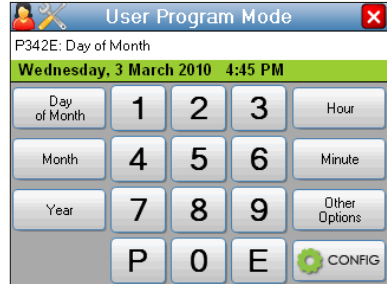 User Program Mode
P342E: Day of Month
Wednesday, 3 March 2010 4:45 PM
Day of Month 1 2 3 Hour
Month 4 5 6 Minute
Year 7 8 9 Other Options
P 0 E CONFIG